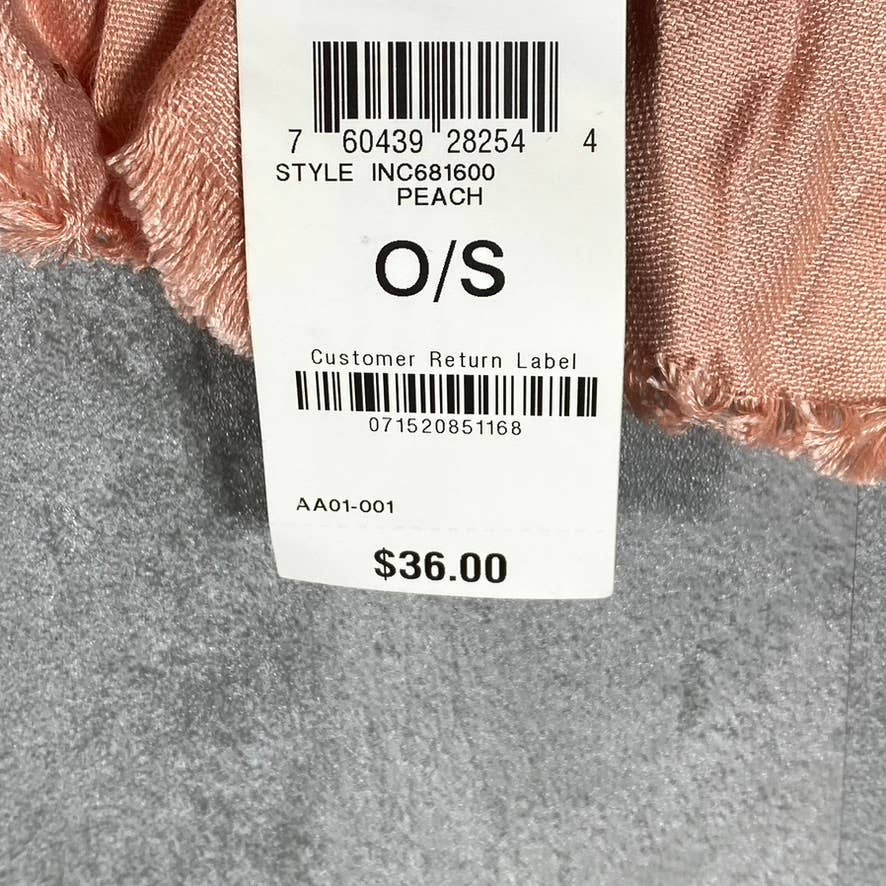 7 60439 28254 4
STYLE INC681600
PEACH
O/S
Customer Return Label
071520851168
AA01-001
$36.00